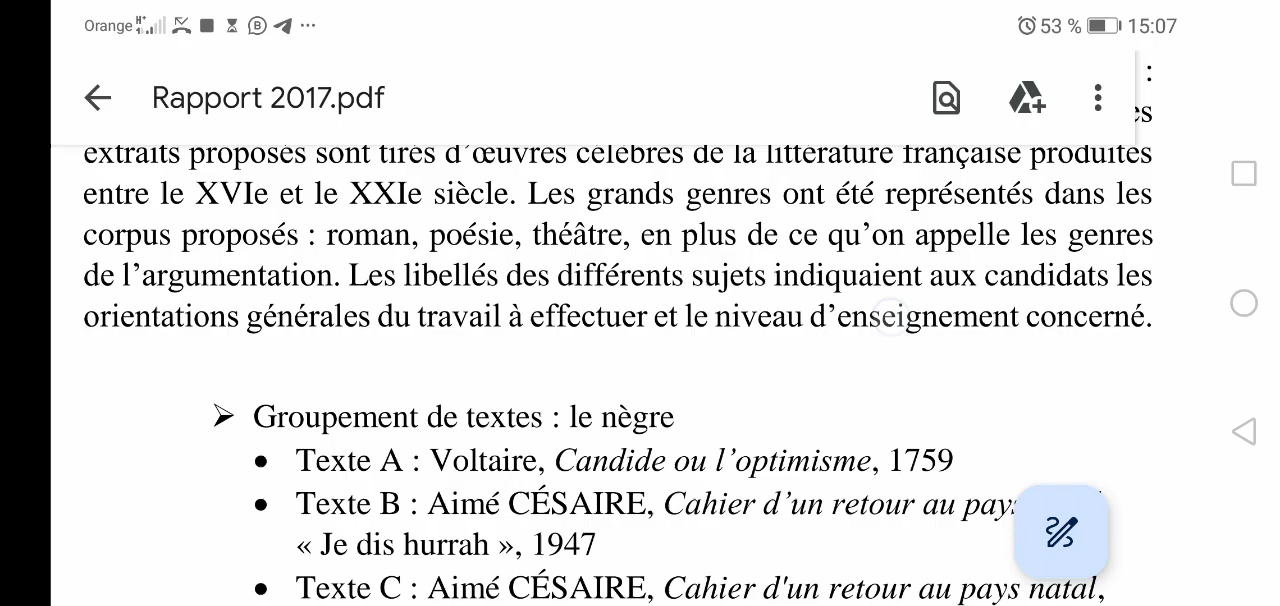 Orange H+ 53 % 15:07
:
Rapport 2017.pdf
es
extraits proposés sont tirés d'œuvres célèbres de la littérature française produites
entre le XVIe et le XXIe siècle. Les grands genres ont été représentés dans les
corpus proposés : roman, poésie, théâtre, en plus de ce qu'on appelle les genres
de l'argumentation. Les libellés des différents sujets indiquaient aux candidats les
orientations générales du travail à effectuer et le niveau d'enseignement concerné.
➢ Groupement de textes : le nègre
• Texte A : Voltaire, Candide ou l'optimisme, 1759
• Texte B : Aimé CÉSAIRE, Cahier d'un retour au pays
« Je dis hurrah », 1947
• Texte C : Aimé CÉSAIRE, Cahier d'un retour au pays natal,